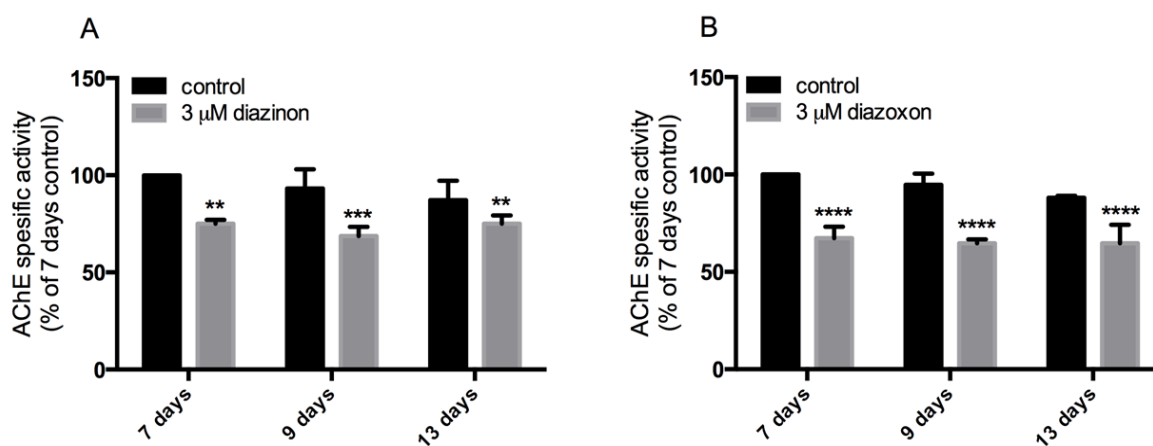 A
AChE spesific activity
(% of 7 days control)
150
100
50
0
control
3 μM diazinon
**
***
**
7 days
9 days
13 days
B
AChE spesific activity
(% of 7 days control)
150
100
50
0
control
3 μM diazoxon
****
****
****
7 days
9 days
13 days